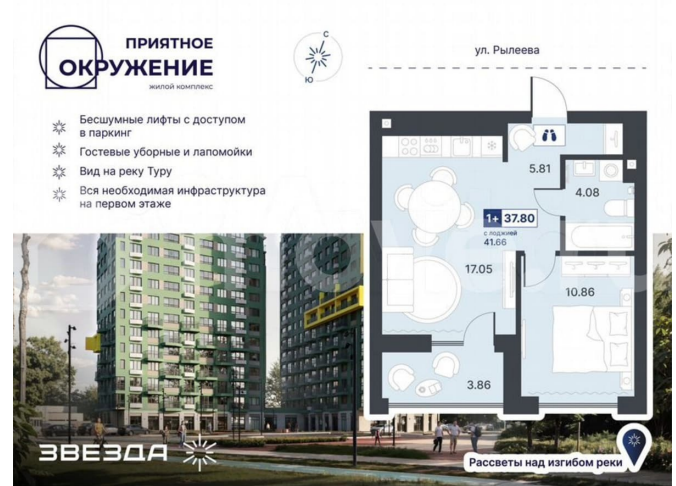 ПРИЯТНОЕ
ОКРУЖЕНИЕ
жилой комплекс
С
Ю
ул. Рылеева
Бесшумные лифты с доступом
в паркинг
Гостевые уборные и лапомойки
Вид на реку Туру
Вся необходимая инфраструктура
на первом этаже
5.81
4.08
1+ 37.80
с лоджией
41.66
17.05
10.86
3.86
ЗВЕЗДА
Рассветы над изгибом реки